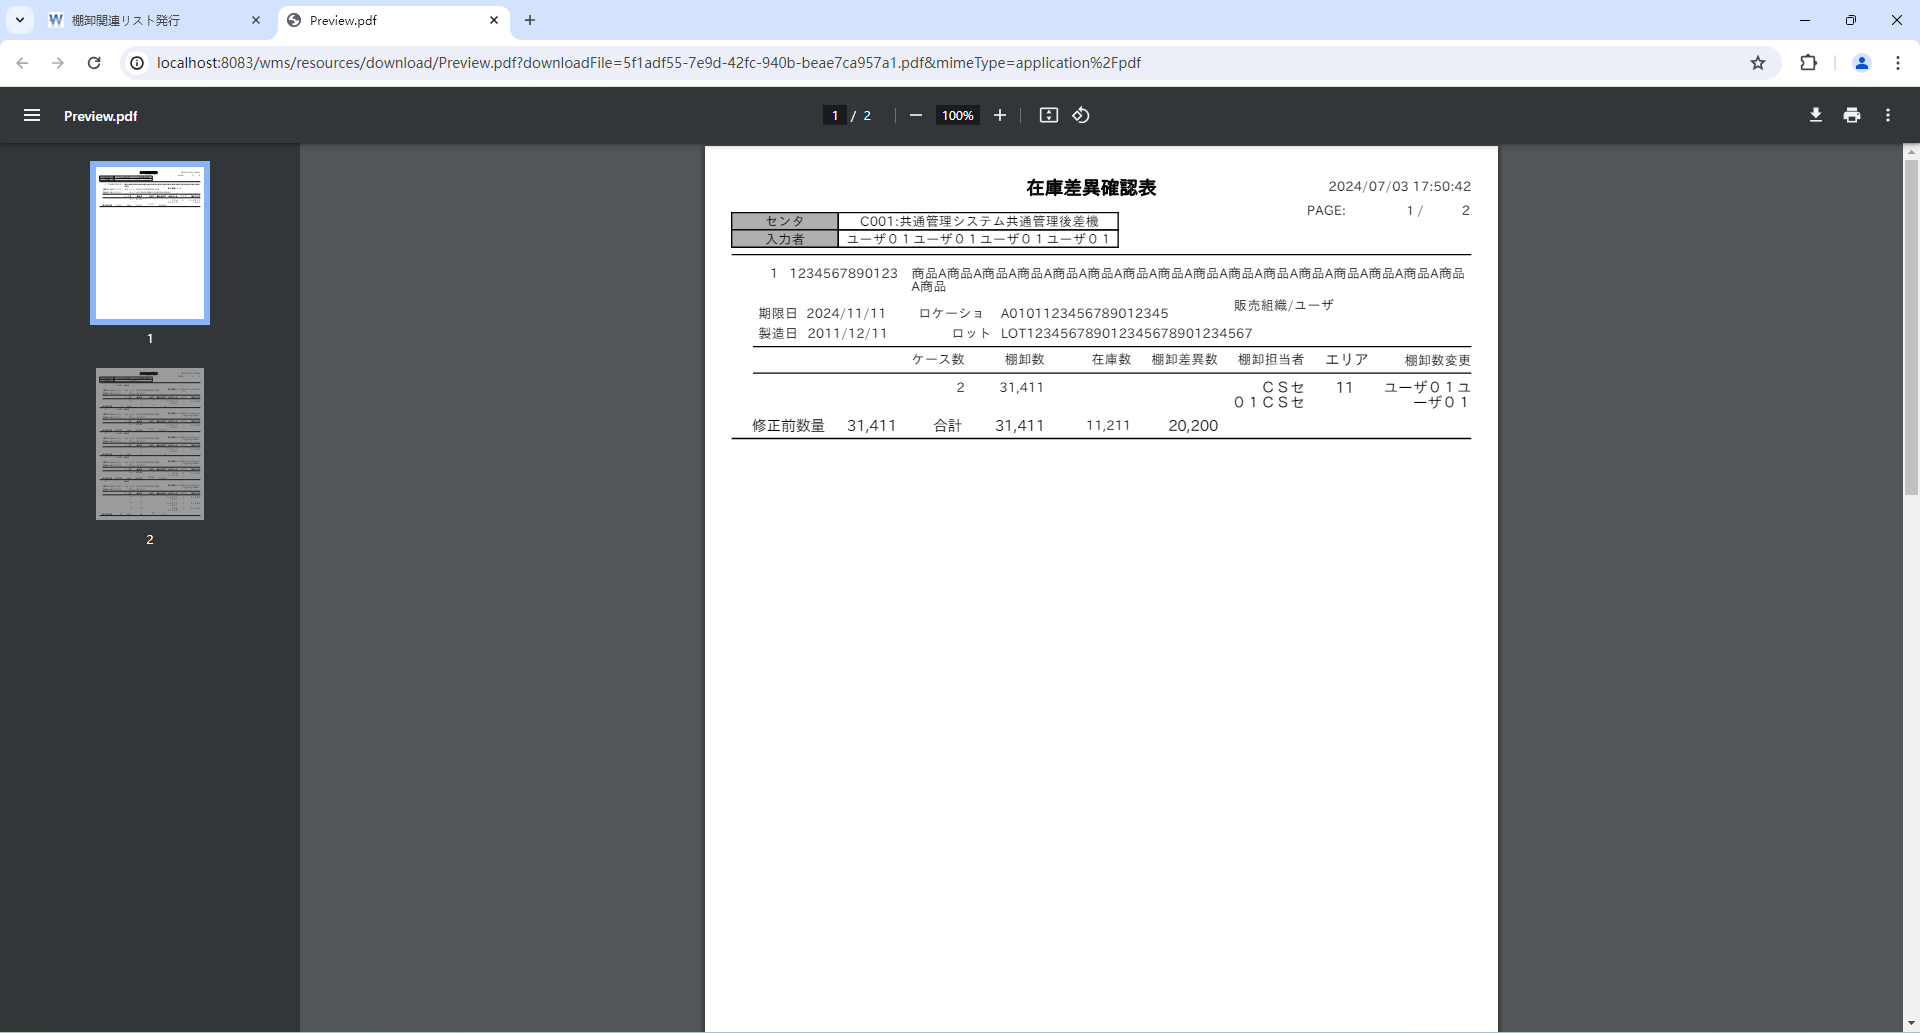 棚卸関連リスト発行
Preview.pdf
localhost:8083/wms/resources/download/Preview.pdf?downloadFile=5f1adf55-7e9d-42fc-940b-beae7ca957a1.pdf&mimeType=application%2Fpdf
Preview.pdf
1 / 2
100%
1
2
在庫差異確認表
2024/07/03 17:50:42
PAGE: 1 / 2
センタ C001:共通管理システム共通管理後差機
入力者 ユーザ０１ユーザ０１ユーザ０１ユーザ０１
1 1234567890123 商品A商品A商品A商品A商品A商品A商品A商品A商品A商品A商品A商品A商品A商品A商品A商品
A商品
販売組織/ユーザ
期限日 2024/11/11 ロケーショ A0101123456789012345
製造日 2011/12/11 ロット LOT1234567890123456789012​34567
ケース数 棚卸数 在庫数 棚卸差異数 棚卸担当者 エリア 棚卸数変更
2 31,411 ＣＳセ 11 ユーザ０１ユ
０１ＣＳセ ーザ０１
修正前数量 31,411 合計 31,411 11,211 20,200